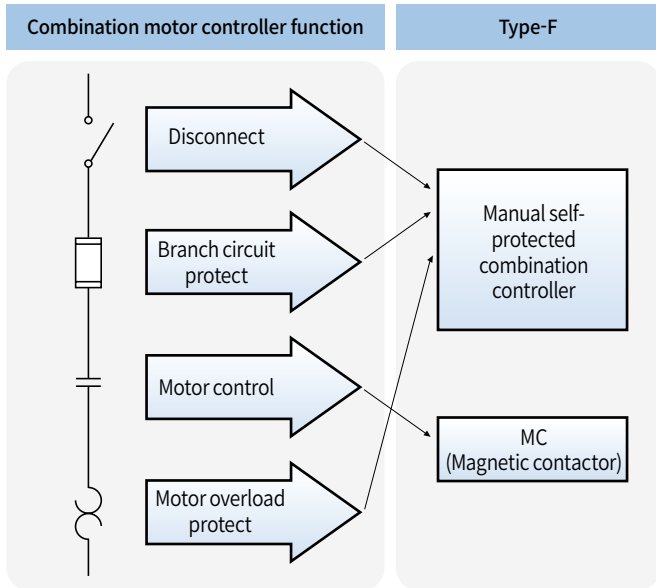 Combination motor controller function
Type-F
Disconnect
Branch circuit
protect
Motor control
Motor overload
protect
Manual self-
protected
combination
controller
MC
(Magnetic contactor)